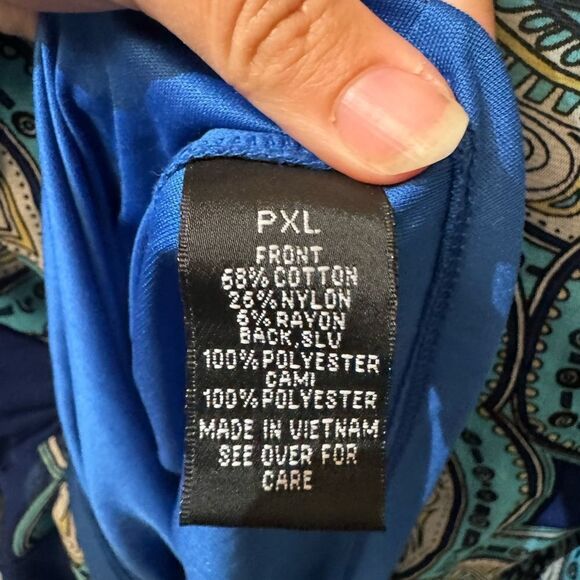 PXL
FRONT
68% COTTON
26% NYLON
6% RAYON
BACK, SLV
100% POLYESTER
CAMI
100% POLYESTER
MADE IN VIETNAM
SEE OVER FOR
CARE